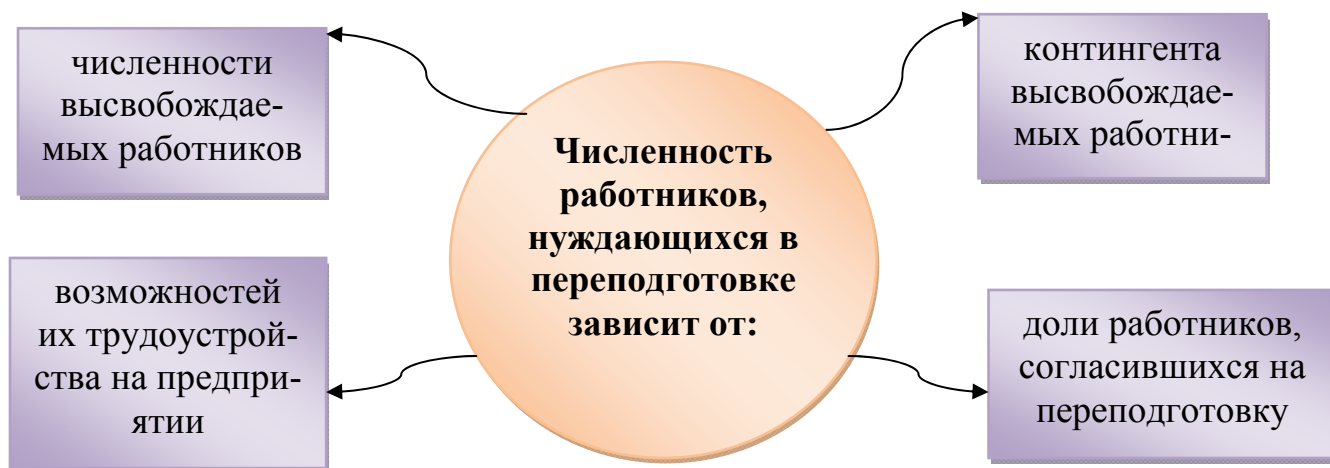 численности
высвобождае-
мых работников
контингента
высвобождае-
мых работни-
Численность
работников,
нуждающихся в
переподготовке
зависит от:
возможностей
их трудоустрой-
ства на предпри-
ятии
доли работников,
согласившихся на
переподготовку